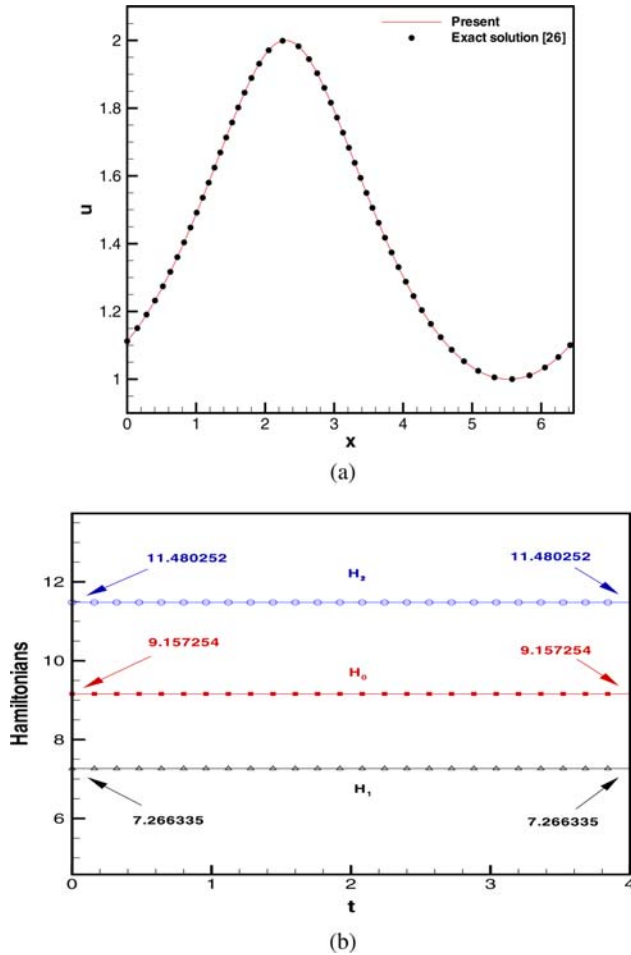 Present
Exact solution [26]
2
1.8
1.6
1.4
1.2
1
u
0 1 2 3 4 5 6
x
(a)
11.480252 11.480252
H2
12
9.157254 9.157254
10
H0
8
H1
7.266335 7.266335
6
Hamiltonians
0 1 2 3 4
t
(b)